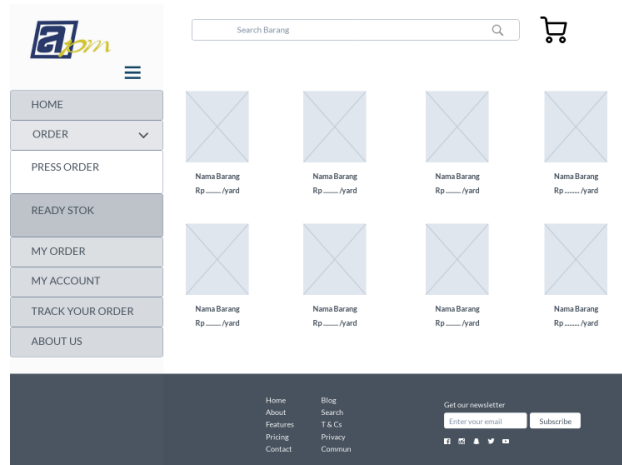 apm
Search Barang
HOME
ORDER
PRESS ORDER
READY STOK
MY ORDER
MY ACCOUNT
TRACK YOUR ORDER
ABOUT US
Nama Barang Nama Barang Nama Barang Nama Barang
Rp ........ /yard Rp ........ /yard Rp ........ /yard Rp ........ /yard
Nama Barang Nama Barang Nama Barang Nama Barang
Rp ........ /yard Rp ........ /yard Rp ........ /yard Rp ........ /yard
Home Blog
About Search
Features T & Cs
Pricing Privacy
Contact Commun
Get our newsletter
Enter your email Subscribe